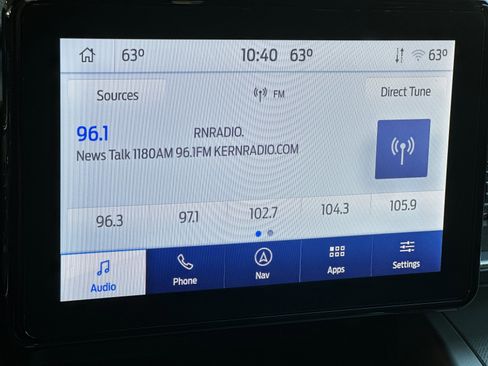 63° 10:40 63° 63°
Sources FM Direct Tune
96.1 RNRADIO.
News Talk 1180AM 96.1FM KERNRADIO.COM
96.3 97.1 102.7 104.3 105.9
Audio Phone Nav Apps Settings